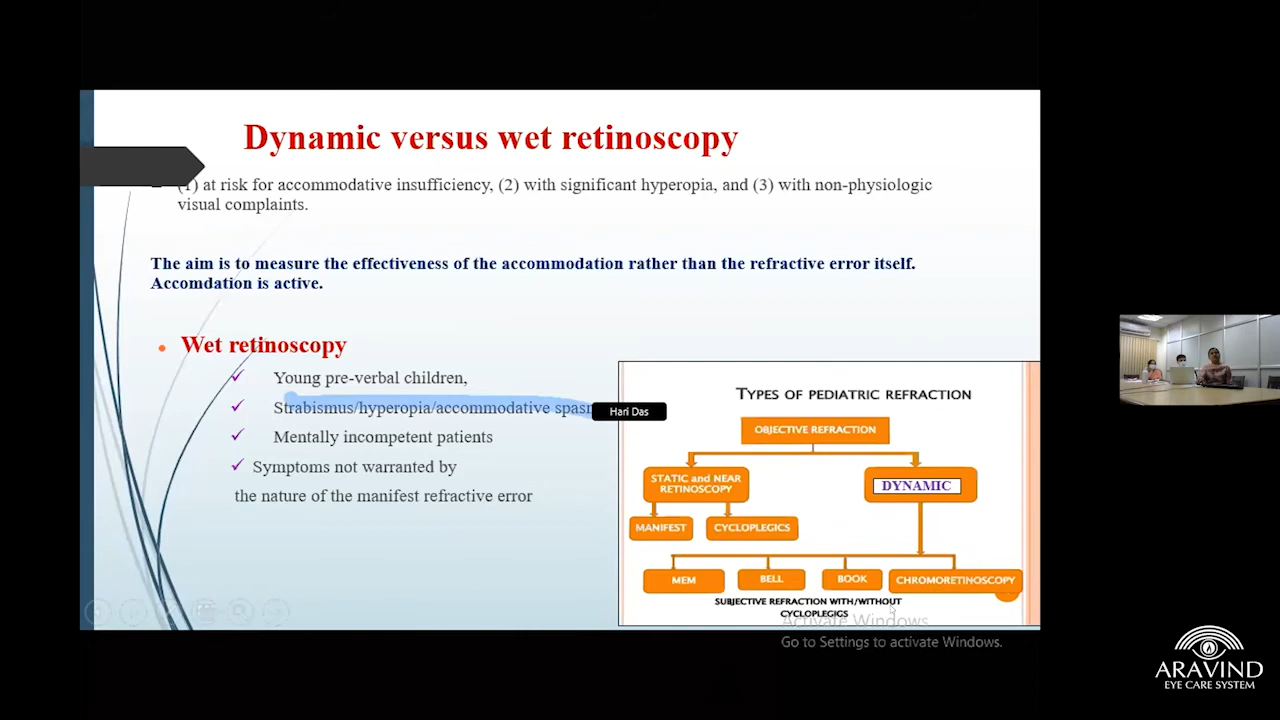 Dynamic versus wet retinoscopy
(1) at risk for accommodative insufficiency, (2) with significant hyperopia, and (3) with non-physiologic
visual complaints.
The aim is to measure the effectiveness of the accommodation rather than the refractive error itself.
Accomdation is active.
Wet retinoscopy
Young pre-verbal children,
Strabismus/hyperopia/accommodative
Hari Das
Mentally incompetent patients
Symptoms not warranted by
the nature of the manifest refractive error
TYPES OF PEDIATRIC REFRACTION
OBJECTIVE REFRACTION
STATIC and NEAR
RETINOSCOPY
DYNAMIC
MANIFEST
CYCLOPLEGICS
MEM
BELL
BOOK
CHROMORETINOSCOPY
SUBJECTIVE REFRACTION WITH/WITHOUT
CYCLOPLEGICS
Activate Windows
Go to Settings to activate Windows.
ARAVIND
EYE CARE SYSTEM